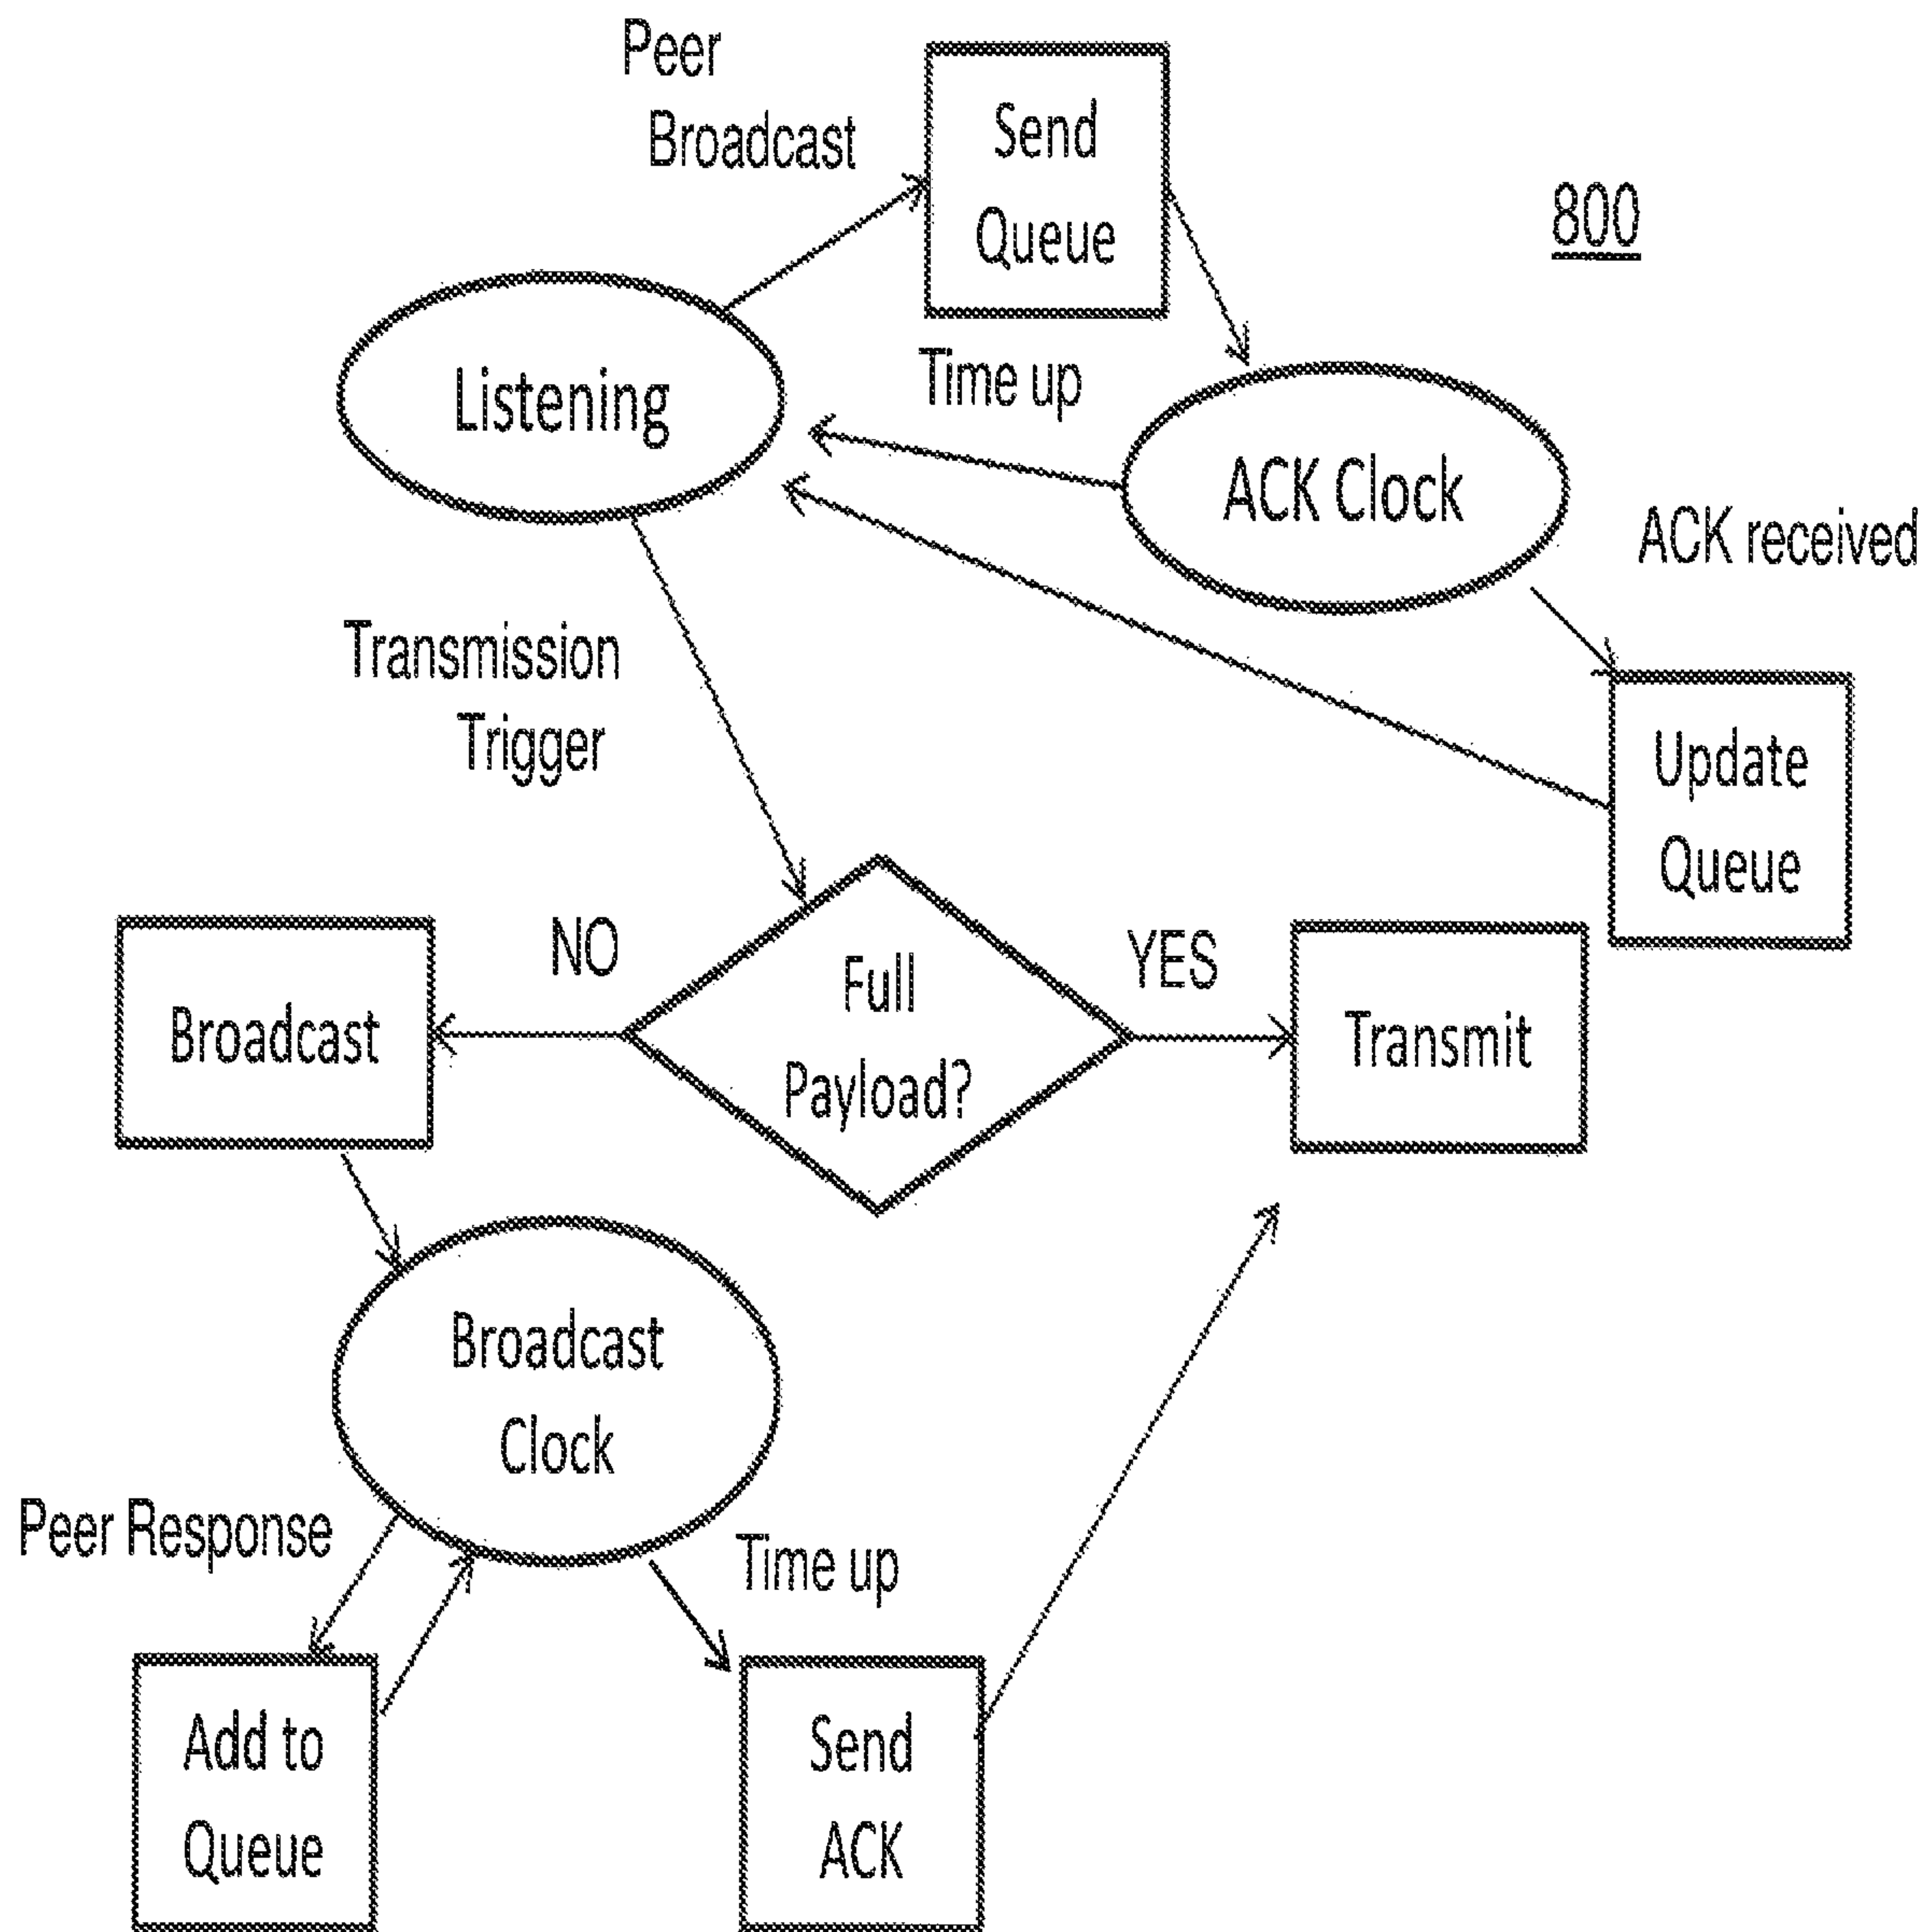 Peer
Broadcast
Send
Queue
800
Listening
Time up
ACK Clock
ACK received
Transmission
Trigger
Update
Queue
NO
Full
Payload?
YES
Broadcast
Transmit
Broadcast
Clock
Peer Response
Time up
Add to
Queue
Send
ACK